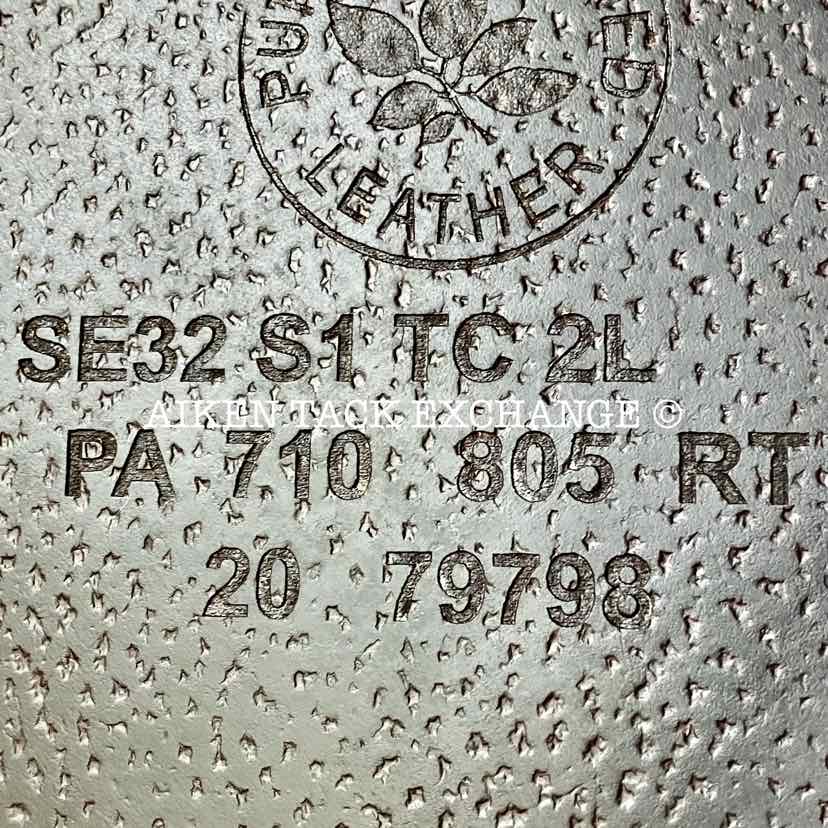 LEATHER
SE32 S1 TC 2L
AIKEN TACK EXCHANGE ©
PA 710 805 RT
20 79798